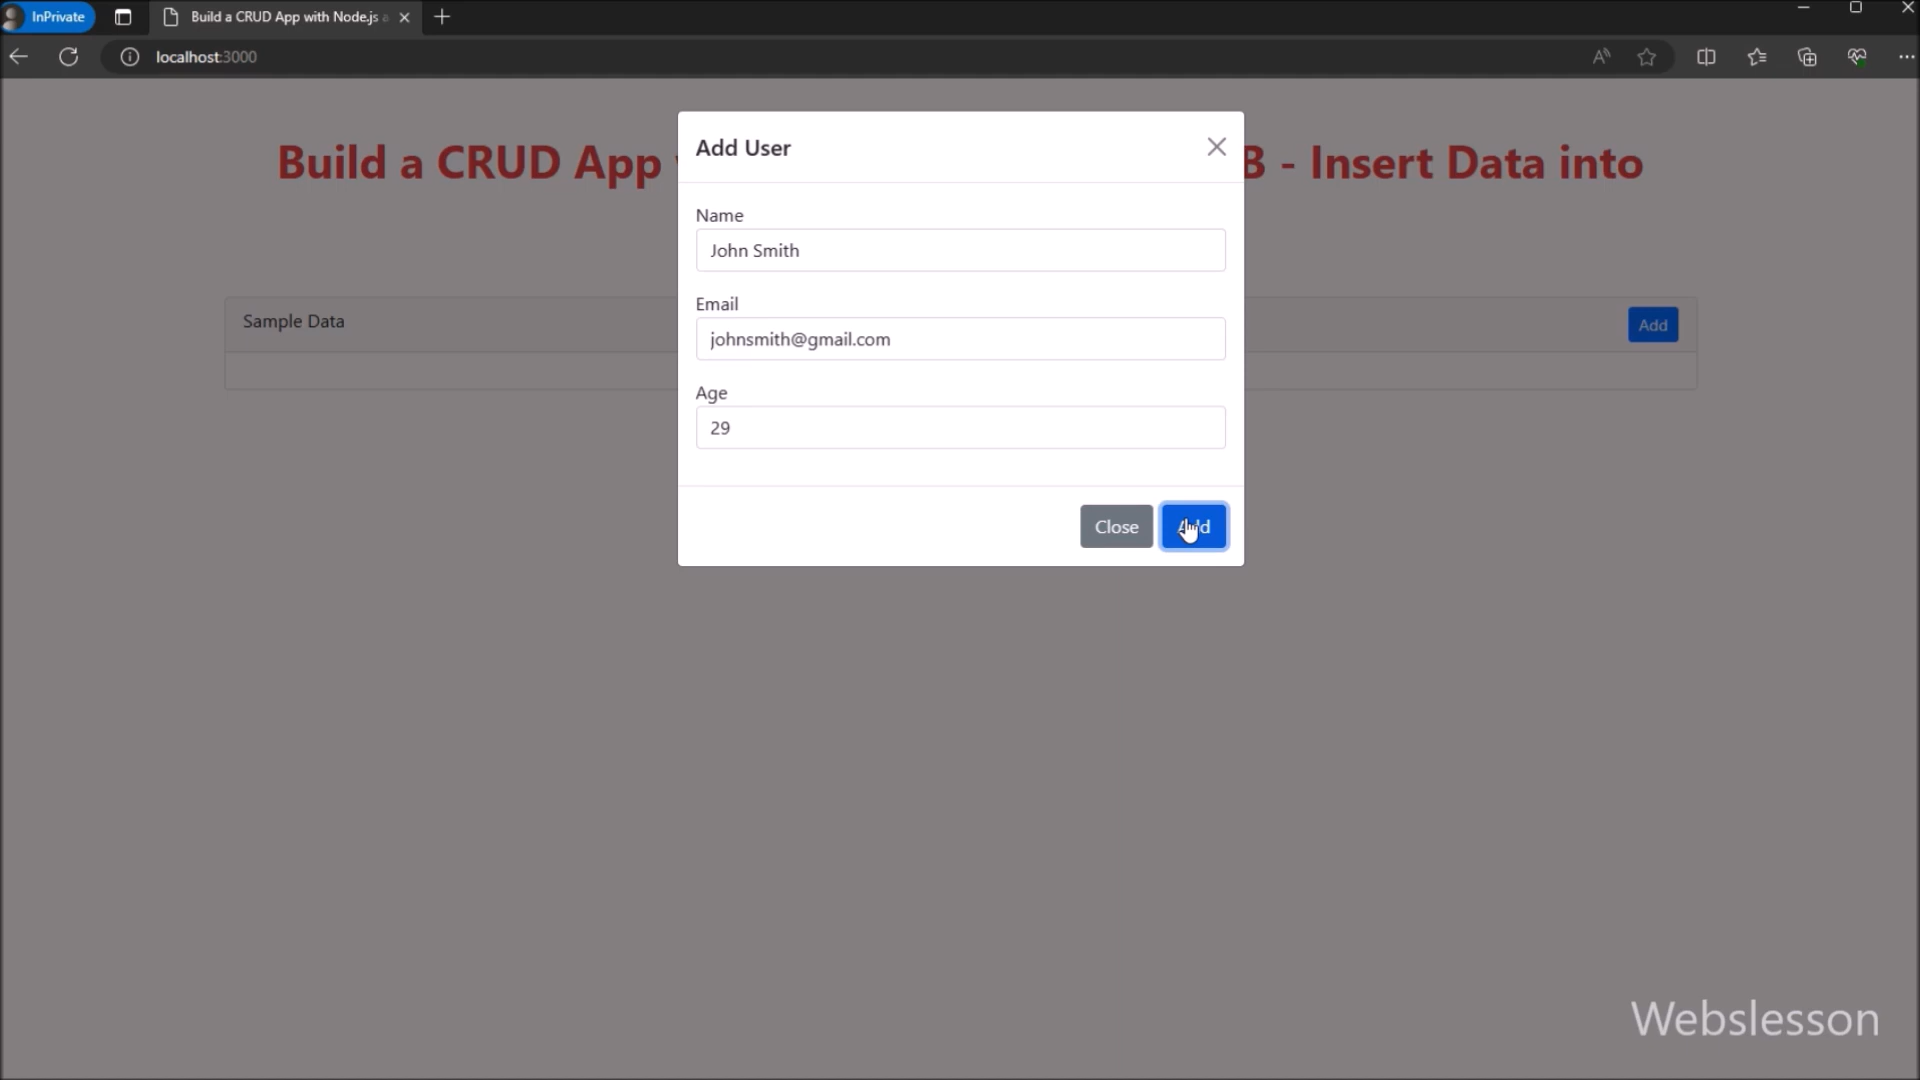 InPrivate
Build a CRUD App with Node.js a
localhost:3000
Build a CRUD App B - Insert Data into
Add User
Name
John Smith
Email
johnsmith@gmail.com
Age
29
Sample Data
Add
Close
Add
Webslesson